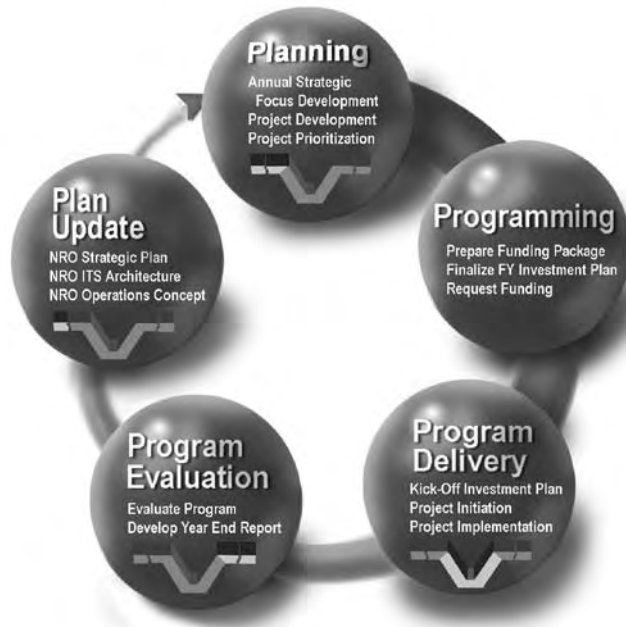 Planning
Annual Strategic
Focus Development
Project Development
Project Prioritization
Programming
Prepare Funding Package
Finalize FY Investment Plan
Request Funding
Program
Delivery
Kick-Off Investment Plan
Project Initiation
Project Implementation
Program
Evaluation
Evaluate Program
Develop Year End Report
Plan
Update
NRO Strategic Plan
NRO ITS Architecture
NRO Operations Concept